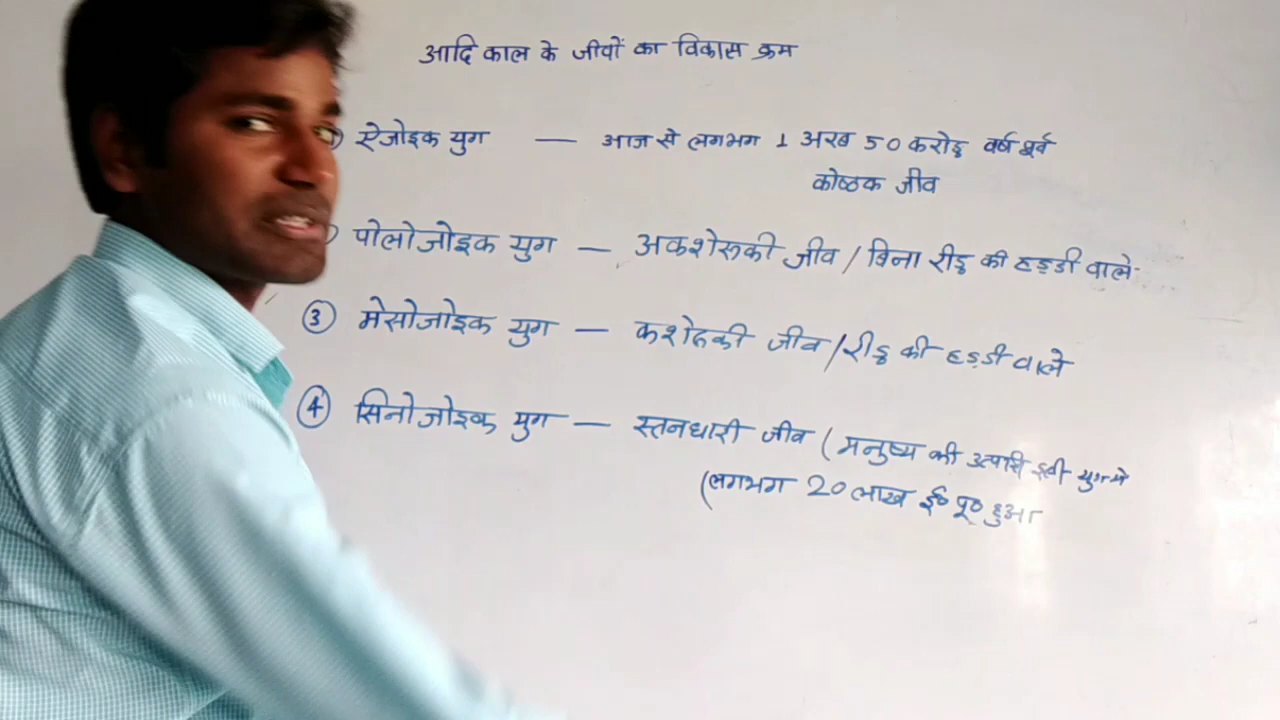 आदि काल के जीवों का विकास क्रम
ऐजोइक युग — आज से लगभग 1 अरब 50 करोड़ वर्ष पूर्व
कोष्ठक जीव
पोलोजोइक युग — अकशेरूकी जीव / बिना रीढ़ की हड्डी वाले
③ मेसोजोइक युग — कशेरूकी जीव / रीढ़ की हड्डी वाले
④ सिनोजोइक युग — स्तनधारी जीव (मनुष्य की उत्पत्ति इसी युग मे
(लगभग 20 लाख ई० पू० हुआ